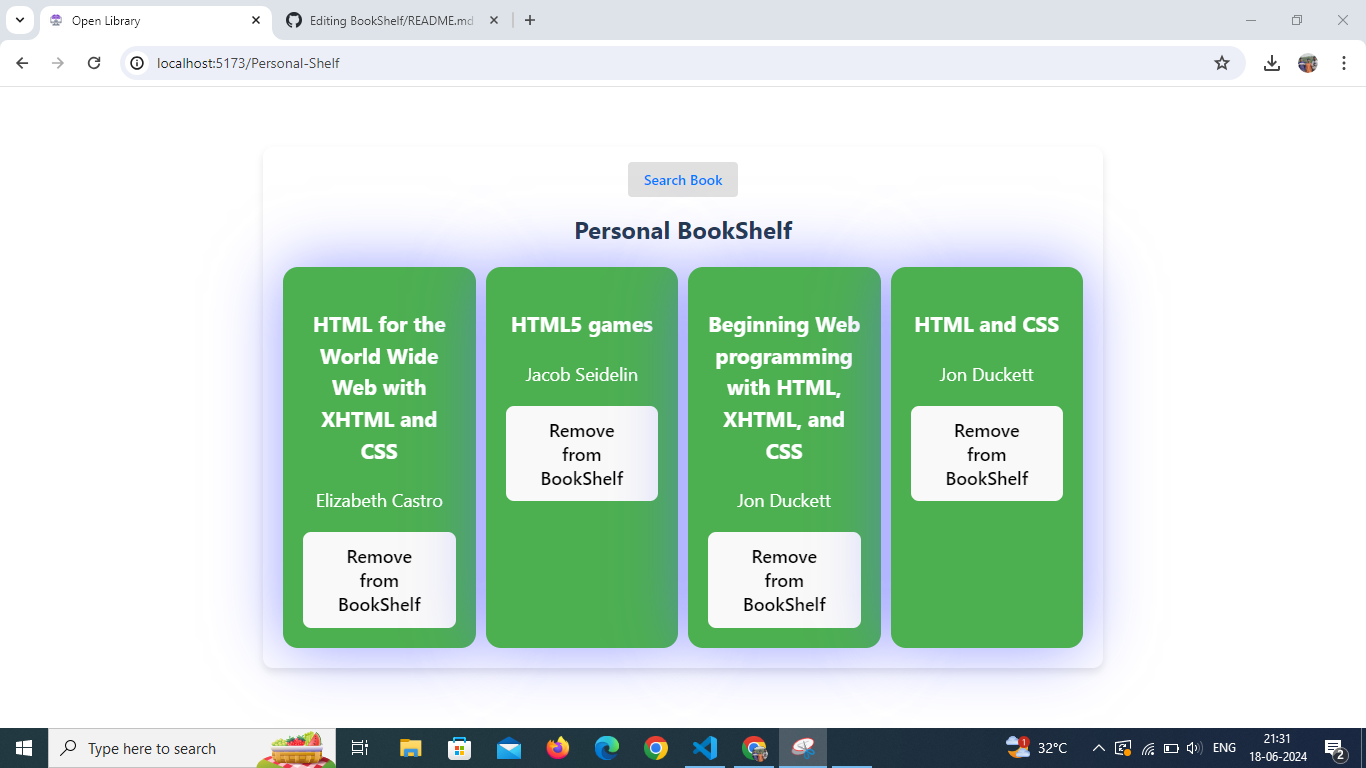 Open Library
Editing BookShelf/README.md
localhost:5173/Personal-Shelf
Search Book
Personal BookShelf
HTML for the
World Wide
Web with
XHTML and
CSS
Elizabeth Castro
Remove
from
BookShelf
HTML5 games
Jacob Seidelin
Remove
from
BookShelf
Beginning Web
programming
with HTML,
XHTML, and
CSS
Jon Duckett
Remove
from
BookShelf
HTML and CSS
Jon Duckett
Remove
from
BookShelf
Type here to search
1
32°C
ENG
21:31
18-06-2024
2